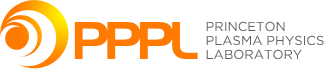 PPPL
PRINCETON
PLASMA PHYSICS
LABORATORY